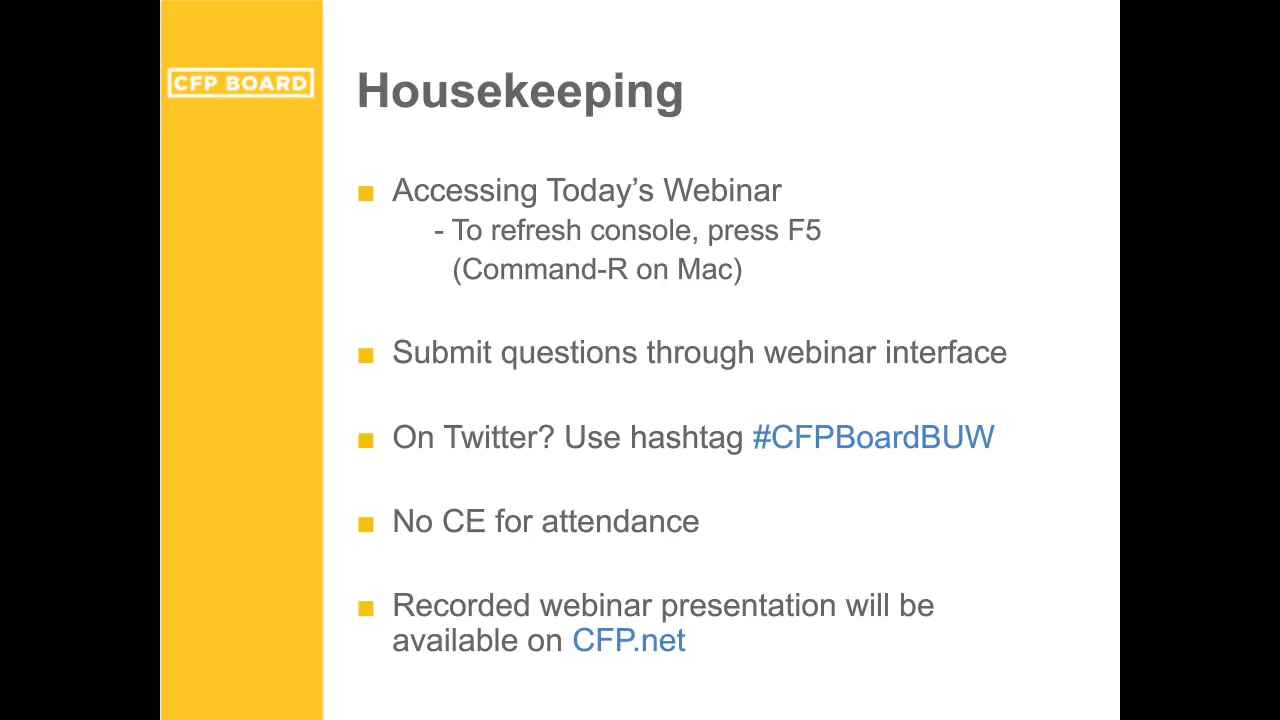 CFP BOARD
Housekeeping
■ Accessing Today’s Webinar
- To refresh console, press F5
(Command-R on Mac)
■ Submit questions through webinar interface
■ On Twitter? Use hashtag #CFPBoardBUW
■ No CE for attendance
■ Recorded webinar presentation will be
available on CFP.net